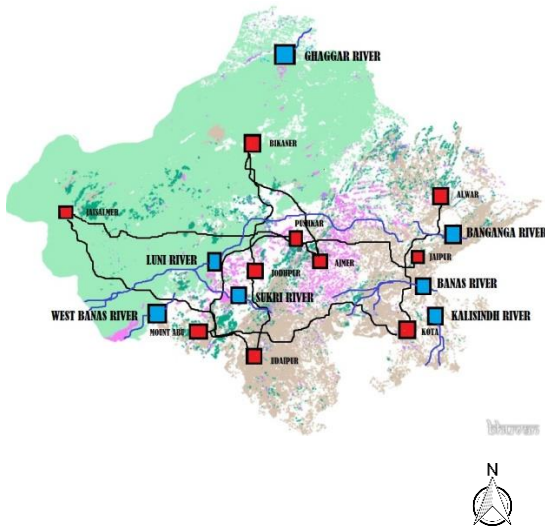 GHAGGAR RIVER
BIKASER
ALWAR
JAISALMER
PUSHKAR
BANGANGA RIVER
LUNI RIVER
AJNER
JAIPUR
JODHPUR
BANAS RIVER
SUKRI RIVER
WEST BANAS RIVER
KALISINDH RIVER
MOUNT ABU
KOTA
UDAIPUR
N